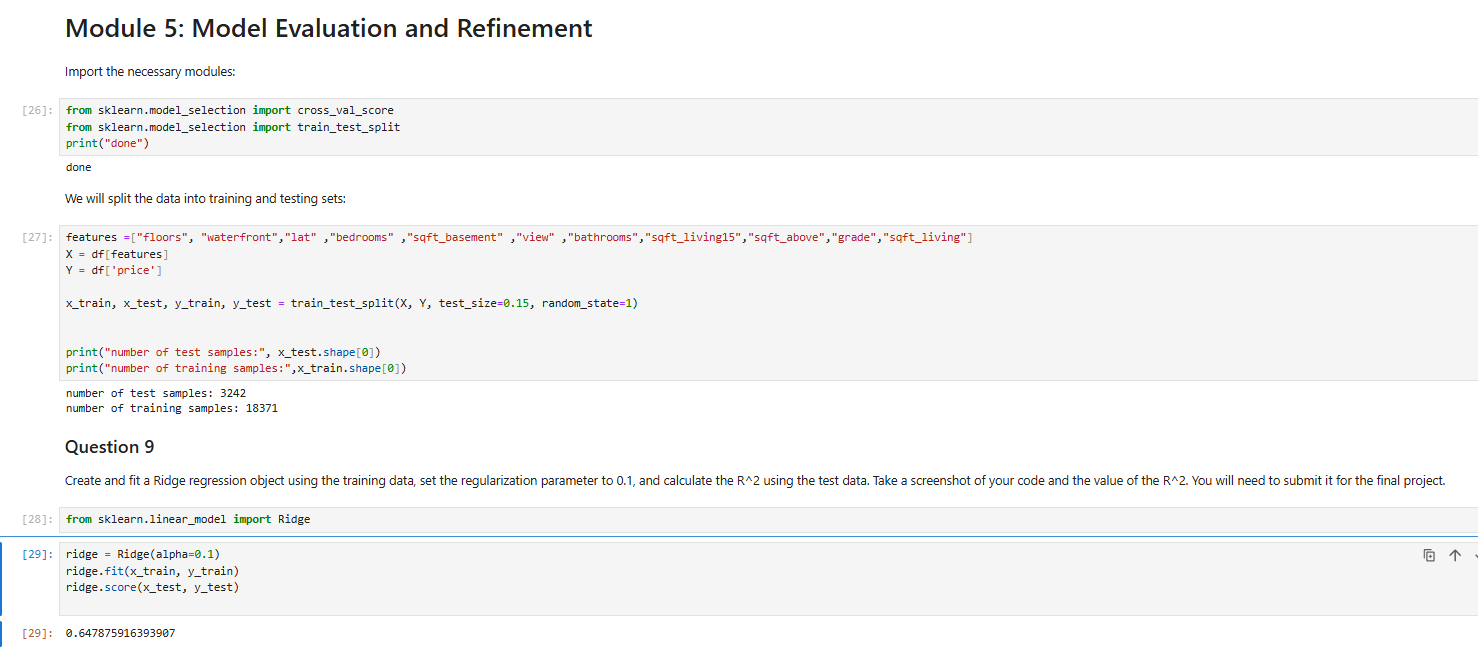 Module 5: Model Evaluation and Refinement
Import the necessary modules:
[26]: from sklearn.model_selection import cross_val_score
from sklearn.model_selection import train_test_split
print("done")
done
We will split the data into training and testing sets:
[27]: features =["floors", "waterfront","lat" ,"bedrooms" ,"sqft_basement" ,"view" ,"bathrooms","sqft_living15","sqft_above","grade","sqft_living"]
X = df[features]
Y = df['price']
x_train, x_test, y_train, y_test = train_test_split(X, Y, test_size=0.15, random_state=1)
print("number of test samples:", x_test.shape[0])
print("number of training samples:",x_train.shape[0])
number of test samples: 3242
number of training samples: 18371
Question 9
Create and fit a Ridge regression object using the training data, set the regularization parameter to 0.1, and calculate the R^2 using the test data. Take a screenshot of your code and the value of the R^2. You will need to submit it for the final project.
[28]: from sklearn.linear_model import Ridge
[29]: ridge = Ridge(alpha=0.1)
ridge.fit(x_train, y_train)
ridge.score(x_test, y_test)
[29]: 0.647875916393907